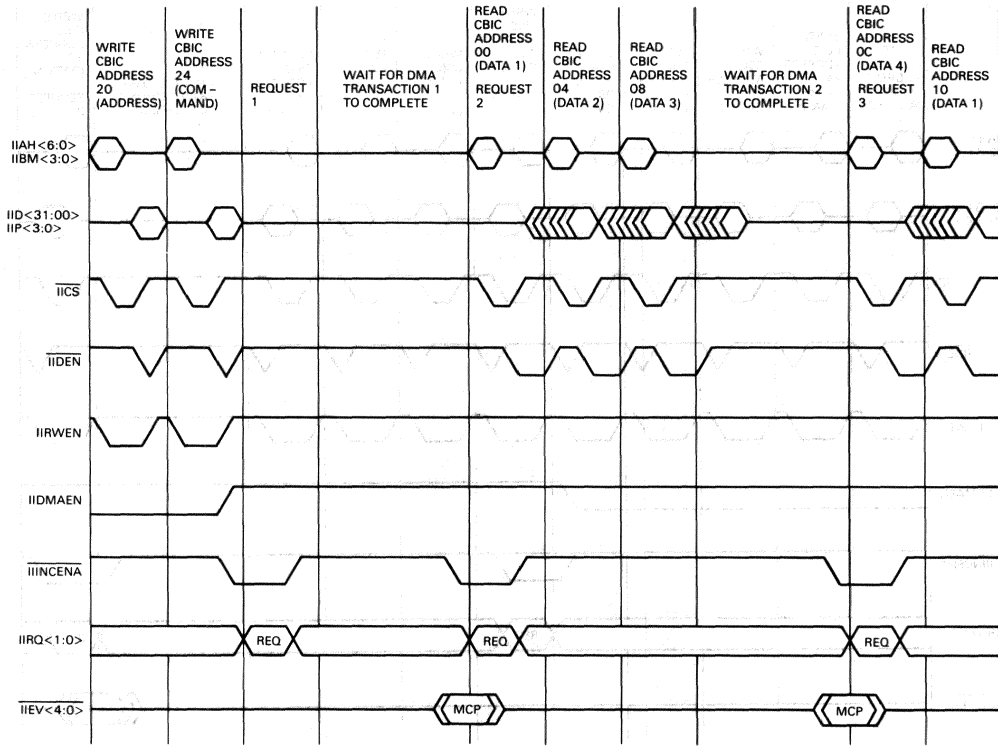 WRITE
CBIC
ADDRESS
20
(ADDRESS)
WRITE
CBIC
ADDRESS
24
(COM –
MAND)
REQUEST
1
WAIT FOR DMA
TRANSACTION 1
TO COMPLETE
READ
CBIC
ADDRESS
00
(DATA 1)
REQUEST
2
READ
CBIC
ADDRESS
04
(DATA 2)
READ
CBIC
ADDRESS
08
(DATA 3)
WAIT FOR DMA
TRANSACTION 2
TO COMPLETE
READ
CBIC
ADDRESS
0C
(DATA 4)
REQUEST
3
READ
CBIC
ADDRESS
10
(DATA 1)
IIAH<6:0>
IIBM<3:0>
IID<31:00>
IIP<3:0>
IICS
IIDEN
IIRWEN
IIDMAEN
IIINCENA
IIRQ<1:0>
REQ
REQ
REQ
IIEV<4:0>
MCP
MCP